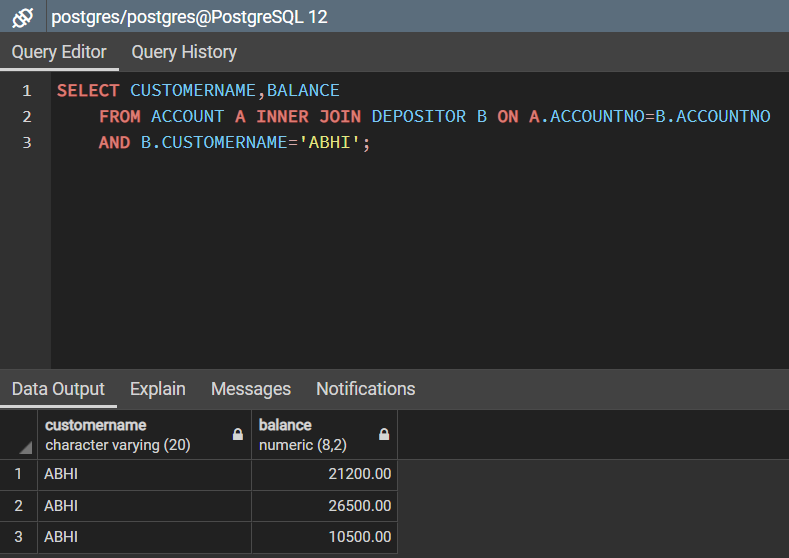 postgres/postgres@PostgreSQL 12
Query Editor Query History
1 SELECT CUSTOMERNAME,BALANCE
2 FROM ACCOUNT A INNER JOIN DEPOSITOR B ON A.ACCOUNTNO=B.ACCOUNTNO
3 AND B.CUSTOMERNAME='ABHI';
Data Output Explain Messages Notifications
customername balance
character varying (20) numeric (8,2)
1 ABHI 21200.00
2 ABHI 26500.00
3 ABHI 10500.00